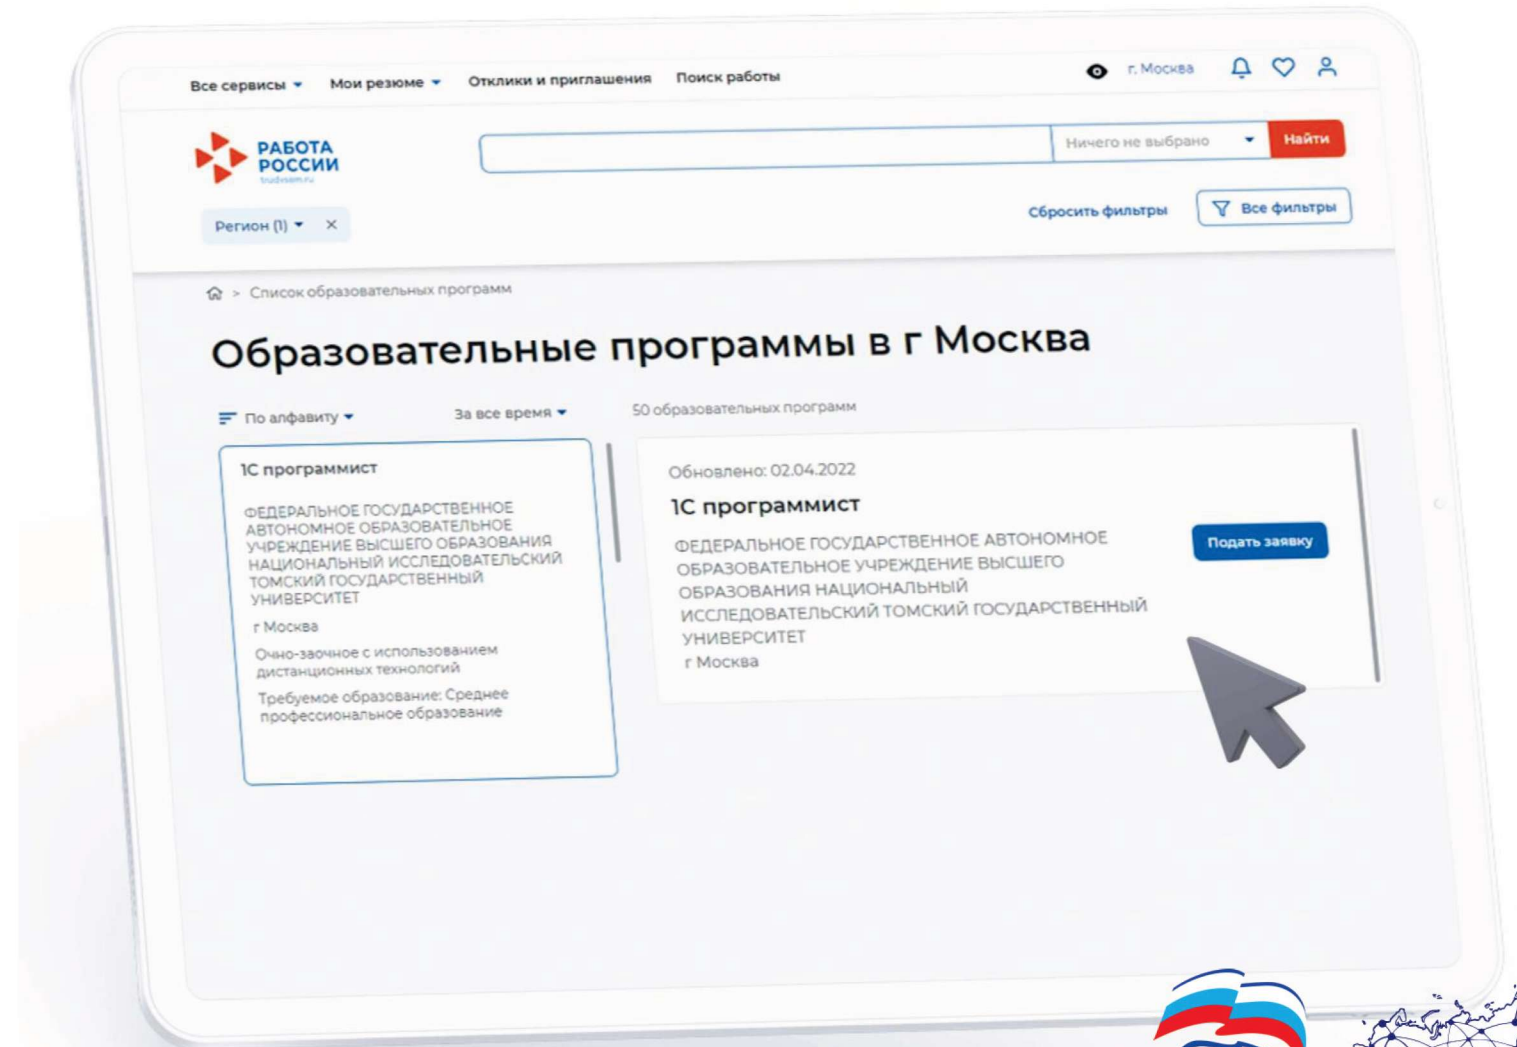 Все сервисы Мои резюме Отклики и приглашения Поиск работы г. Москва
РАБОТА
РОССИИ
trudvsem.ru
Ничего не выбрано Найти
Регион (1) ×
Сбросить фильтры Все фильтры
> Список образовательных программ
Образовательные программы в г Москва
По алфавиту За все время 50 образовательных программ
1С программист
ФЕДЕРАЛЬНОЕ ГОСУДАРСТВЕННОЕ
АВТОНОМНОЕ ОБРАЗОВАТЕЛЬНОЕ
УЧРЕЖДЕНИЕ ВЫСШЕГО ОБРАЗОВАНИЯ
НАЦИОНАЛЬНЫЙ ИССЛЕДОВАТЕЛЬСКИЙ
ТОМСКИЙ ГОСУДАРСТВЕННЫЙ
УНИВЕРСИТЕТ
г Москва
Очно-заочное с использованием
дистанционных технологий
Требуемое образование: Среднее
профессиональное образование
Обновлено: 02.04.2022
1С программист
ФЕДЕРАЛЬНОЕ ГОСУДАРСТВЕННОЕ АВТОНОМНОЕ
ОБРАЗОВАТЕЛЬНОЕ УЧРЕЖДЕНИЕ ВЫСШЕГО
ОБРАЗОВАНИЯ НАЦИОНАЛЬНЫЙ
ИССЛЕДОВАТЕЛЬСКИЙ ТОМСКИЙ ГОСУДАРСТВЕННЫЙ
УНИВЕРСИТЕТ
г Москва
Подать заявку